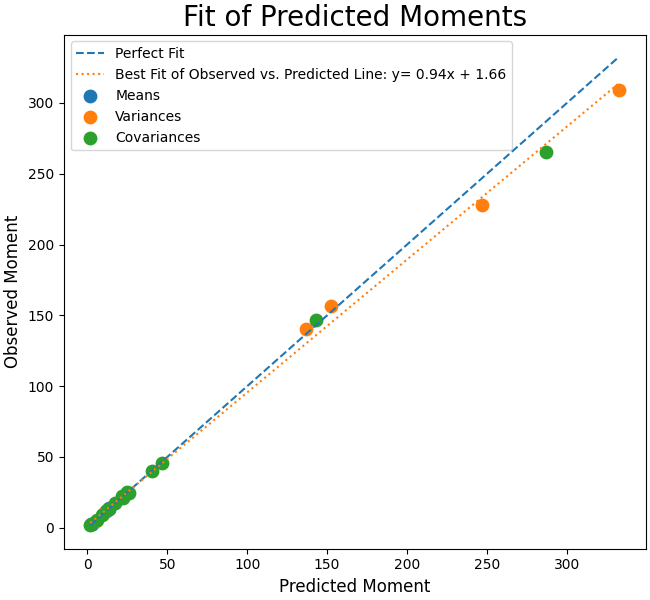 Fit of Predicted Moments
Perfect Fit
Best Fit of Observed vs. Predicted Line: y= 0.94x + 1.66
Means
Variances
Covariances
300
250
200
150
100
50
0
Observed Moment
0 50 100 150 200 250 300
Predicted Moment